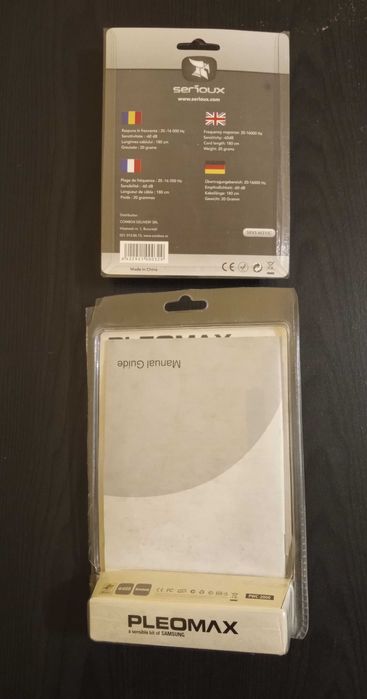 serioux
www.serioux.com
Raspuns in frecventa : 20 -16 000 Hz
Sensitivitate : -60 dB
Lungimea cablului : 180 cm
Greutate : 20 grame
Frequency response: 20-16000 Hz
Sensitivity: -60dB
Cord length: 180 cm
Weight: 20 grams
Plage de fréquence : 20 -16 000 Hz
Sensibilité : -60 dB
Longueur de câble : 180 cm
Poids : 20 grammes
Übertragungsbereich: 20-16000 Hz
Empfindlichkeit: -60 dB
Kabellänge: 180 cm
Gewicht: 20 Gramm
Distribuitor:
Made in China
CE
PLEOMAX
Manual Guide
PLEOMAX
a sensible bit of SAMSUNG